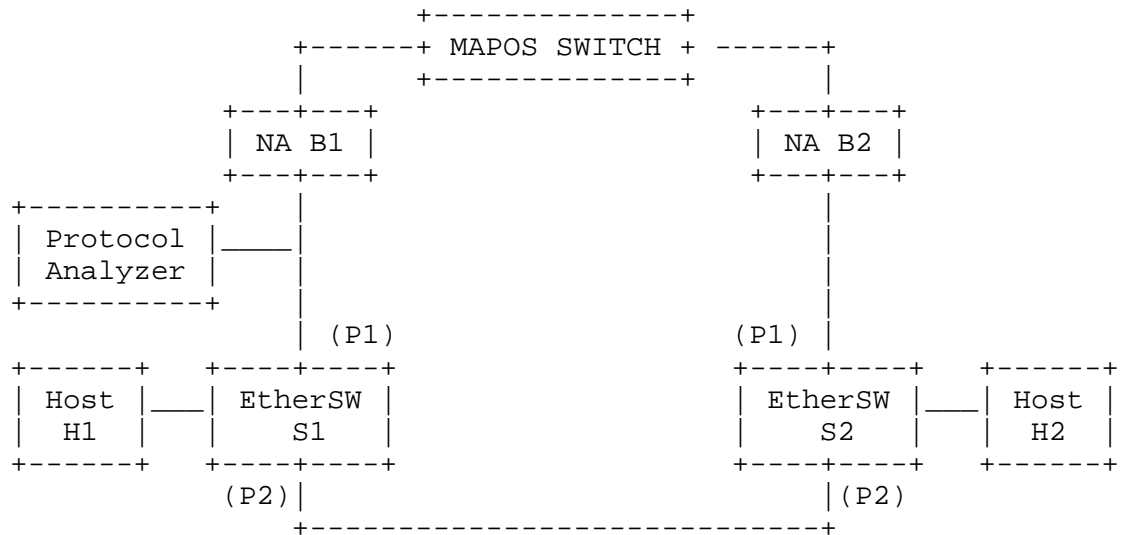 MAPOS SWITCH
NA B1 NA B2
Protocol
Analyzer
(P1) (P1)
Host EtherSW EtherSW Host
H1 S1 S2 H2
(P2) (P2)